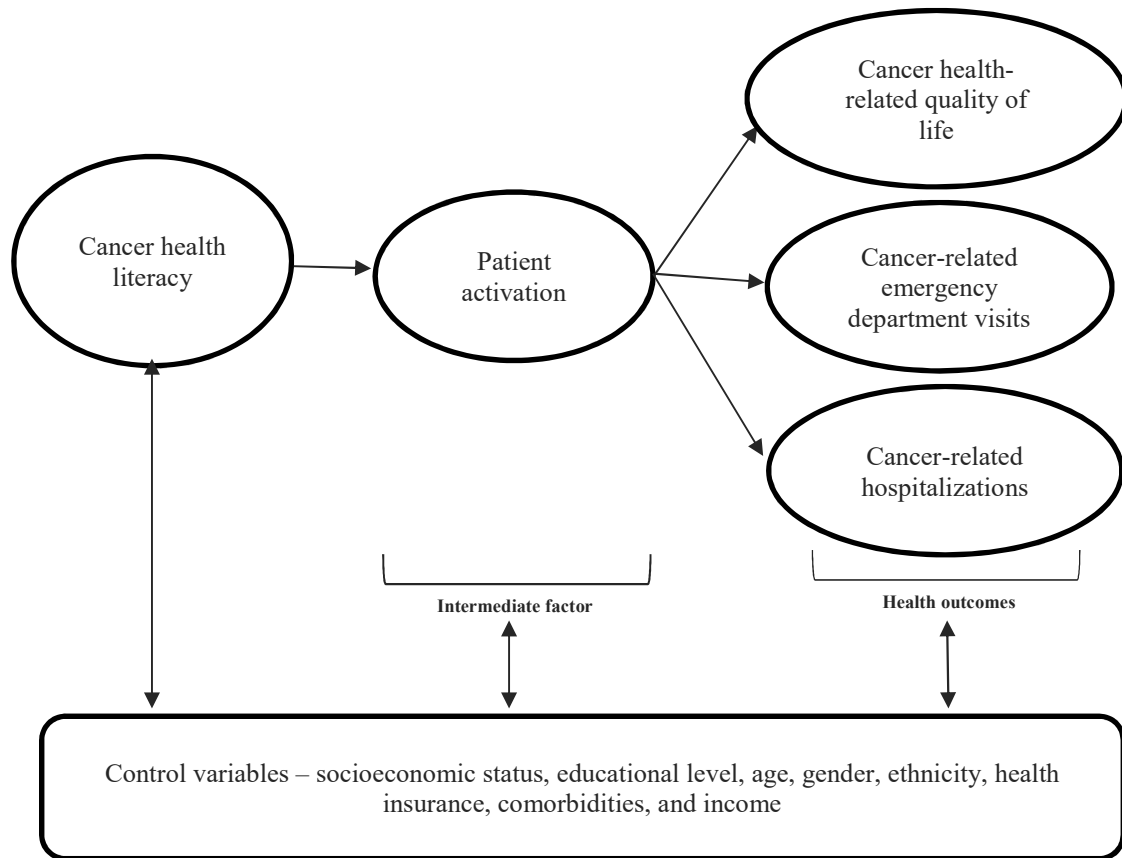 Cancer health
literacy
Patient
activation
Cancer health-
related quality of
life
Cancer-related
emergency
department visits
Cancer-related
hospitalizations
Intermediate factor
Health outcomes
Control variables – socioeconomic status, educational level, age, gender, ethnicity, health
insurance, comorbidities, and income